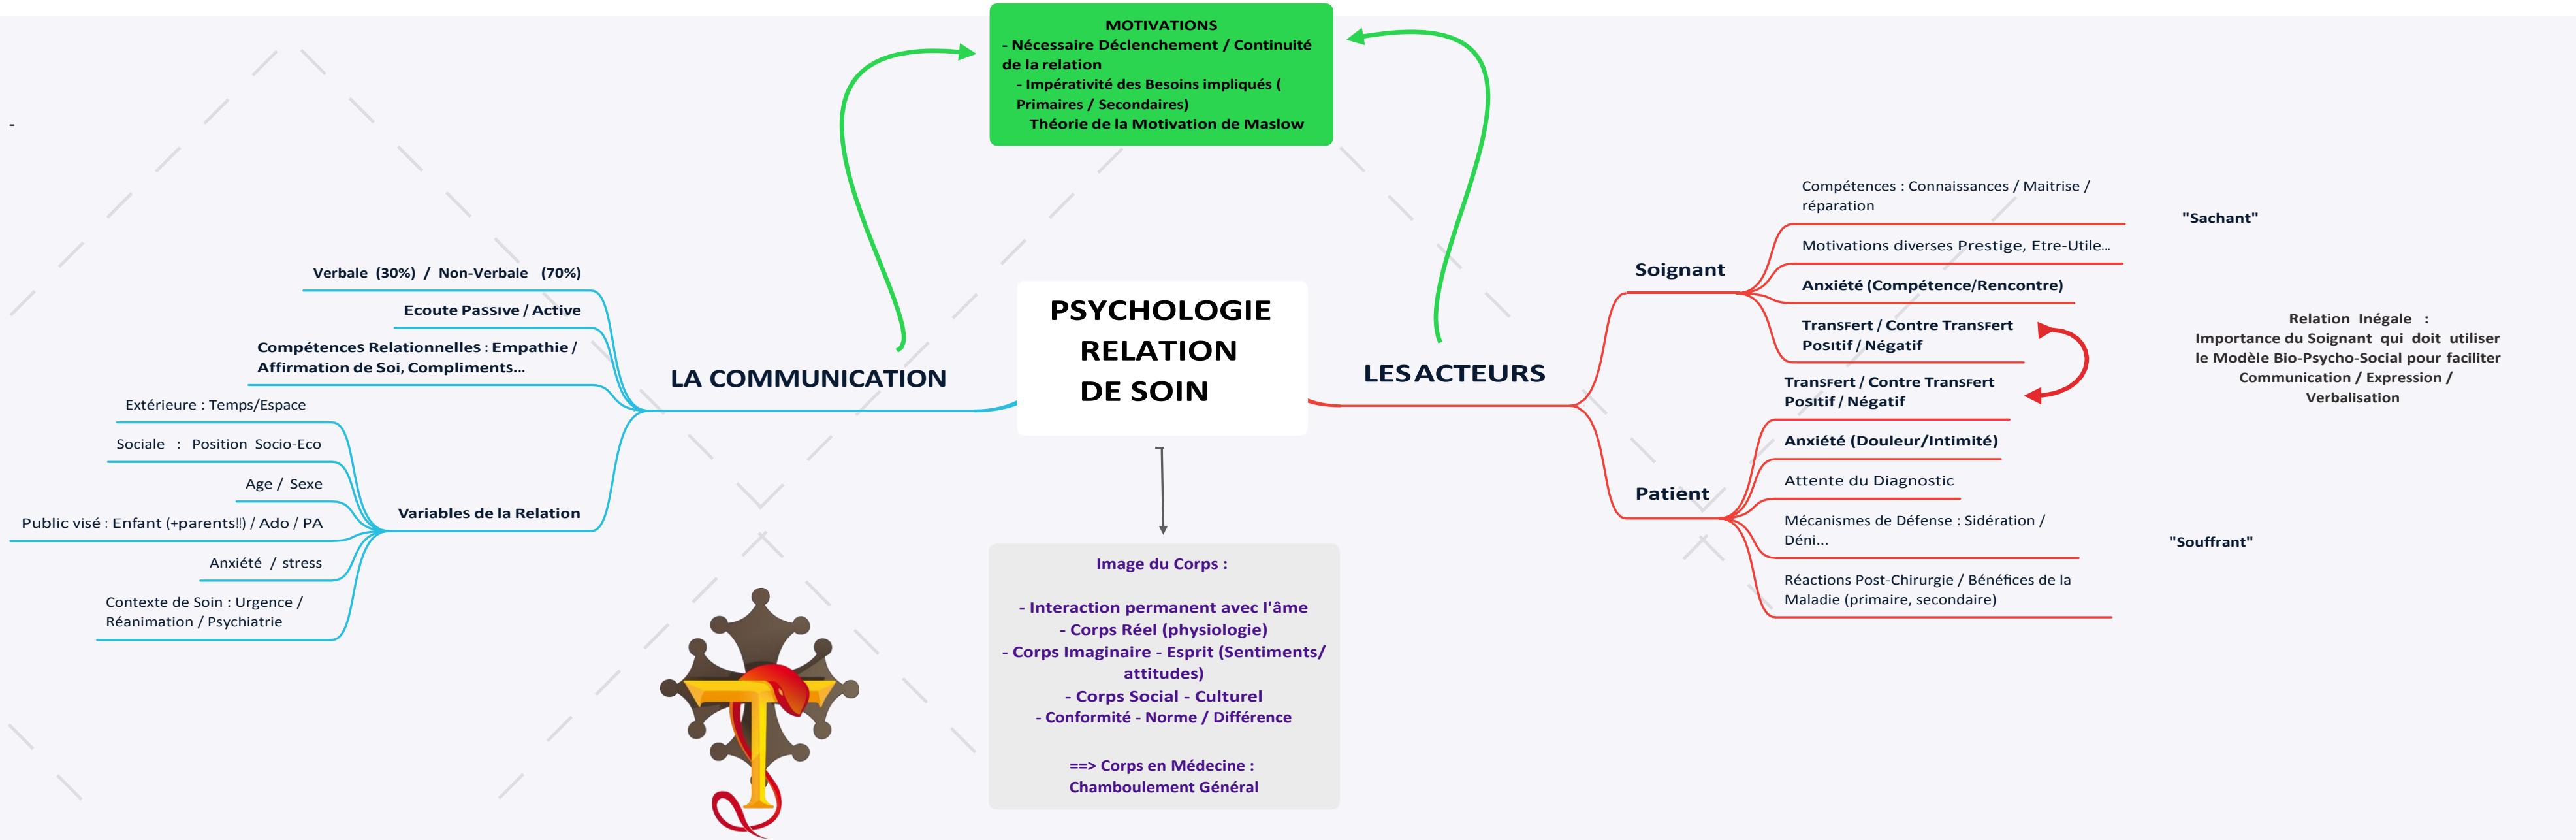 MOTIVATIONS
- Nécessaire Déclenchement / Continuité
de la relation
- Impérativité des Besoins impliqués (
Primaires / Secondaires)
Théorie de la Motivation de Maslow
-
PSYCHOLOGIE
RELATION
DE SOIN
LA COMMUNICATION
Verbale (30%) / Non-Verbale (70%)
Ecoute Passive / Active
Compétences Relationnelles : Empathie /
Affirmation de Soi, Compliments...
Variables de la Relation
Extérieure : Temps/Espace
Sociale : Position Socio-Eco
Age / Sexe
Public visé : Enfant (+parents!!) / Ado / PA
Anxiété / stress
Contexte de Soin : Urgence /
Réanimation / Psychiatrie
LES ACTEURS
Soignant
Compétences : Connaissances / Maitrise /
réparation
Motivations diverses Prestige, Etre-Utile...
Anxiété (Compétence/Rencontre)
Transfert / Contre Transfert
Positif / Négatif
"Sachant"
Patient
Transfert / Contre Transfert
Positif / Négatif
Anxiété (Douleur/Intimité)
Attente du Diagnostic
Mécanismes de Défense : Sidération /
Déni...
Réactions Post-Chirurgie / Bénéfices de la
Maladie (primaire, secondaire)
"Souffrant"
Relation Inégale :
Importance du Soignant qui doit utiliser
le Modèle Bio-Psycho-Social pour faciliter
Communication / Expression /
Verbalisation
Image du Corps :
- Interaction permanent avec l'âme
- Corps Réel (physiologie)
- Corps Imaginaire - Esprit (Sentiments/
attitudes)
- Corps Social - Culturel
- Conformité - Norme / Différence
==> Corps en Médecine :
Chamboulement Général
T